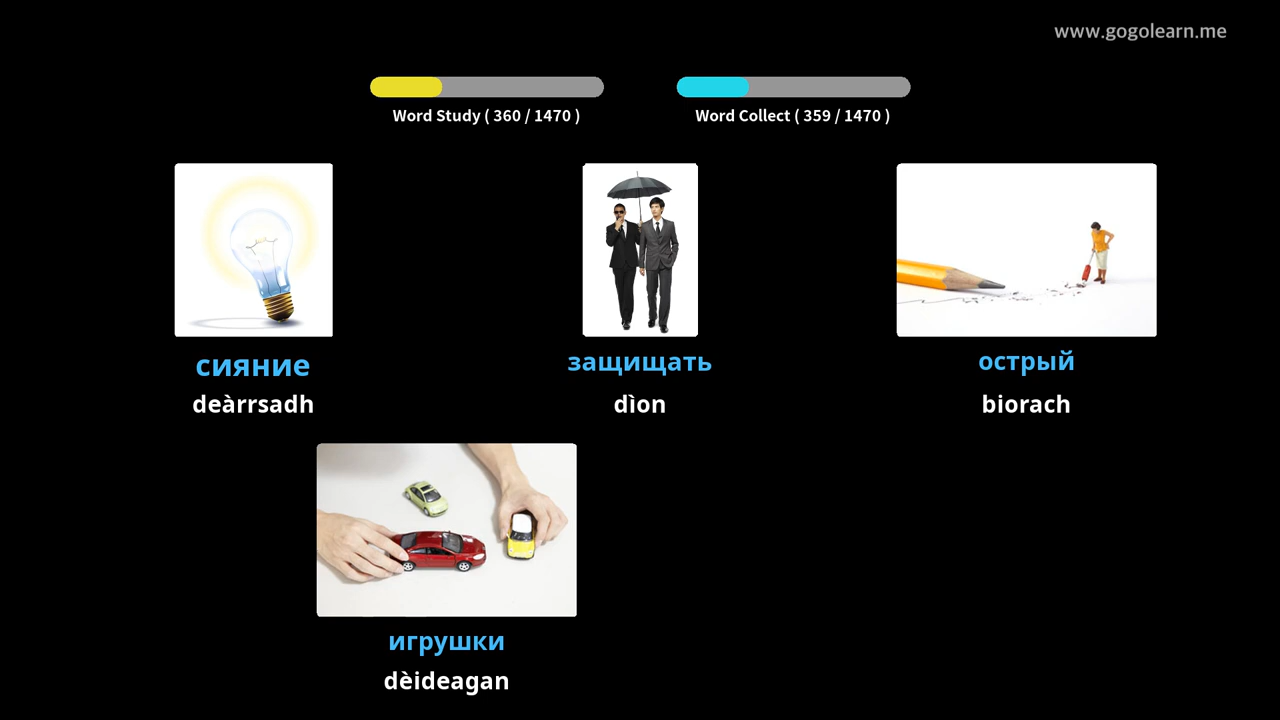 www.gogolearn.me
Word Study ( 360 / 1470 )
Word Collect ( 359 / 1470 )
сияние
deàrrsadh
защищать
dìon
острый
biorach
игрушки
dèideagan